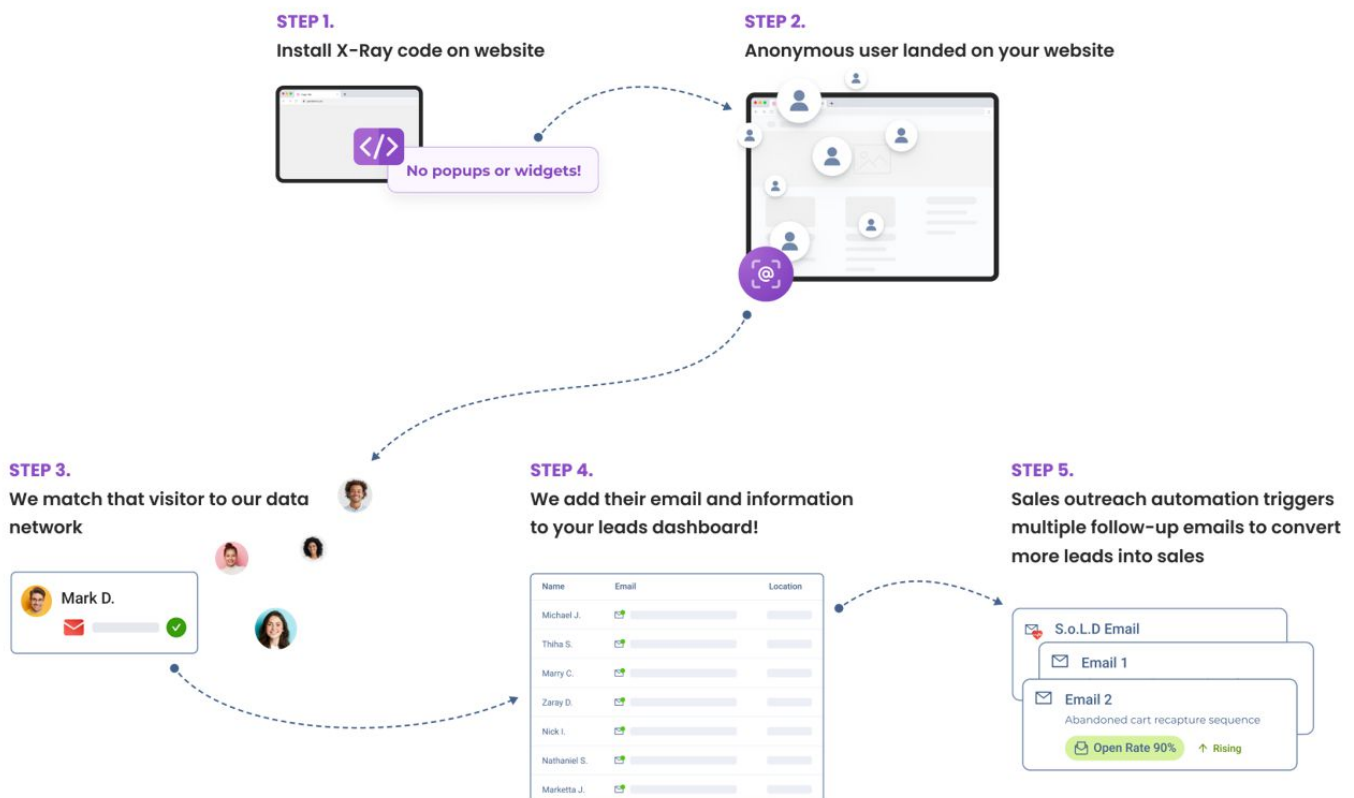 STEP 1.
Install X-Ray code on website
</>
No popups or widgets!
STEP 2.
Anonymous user landed on your website
@
STEP 3.
We match that visitor to our data
network
Mark D.
STEP 4.
We add their email and information
to your leads dashboard!
Name Email Location
Michael J.
Thiha S.
Marry C.
Zaray D.
Nick I.
Nathaniel S.
Marketta J.
STEP 5.
Sales outreach automation triggers
multiple follow-up emails to convert
more leads into sales
S.o.L.D Email
Email 1
Email 2
Abandoned cart recapture sequence
Open Rate 90% ↑ Rising